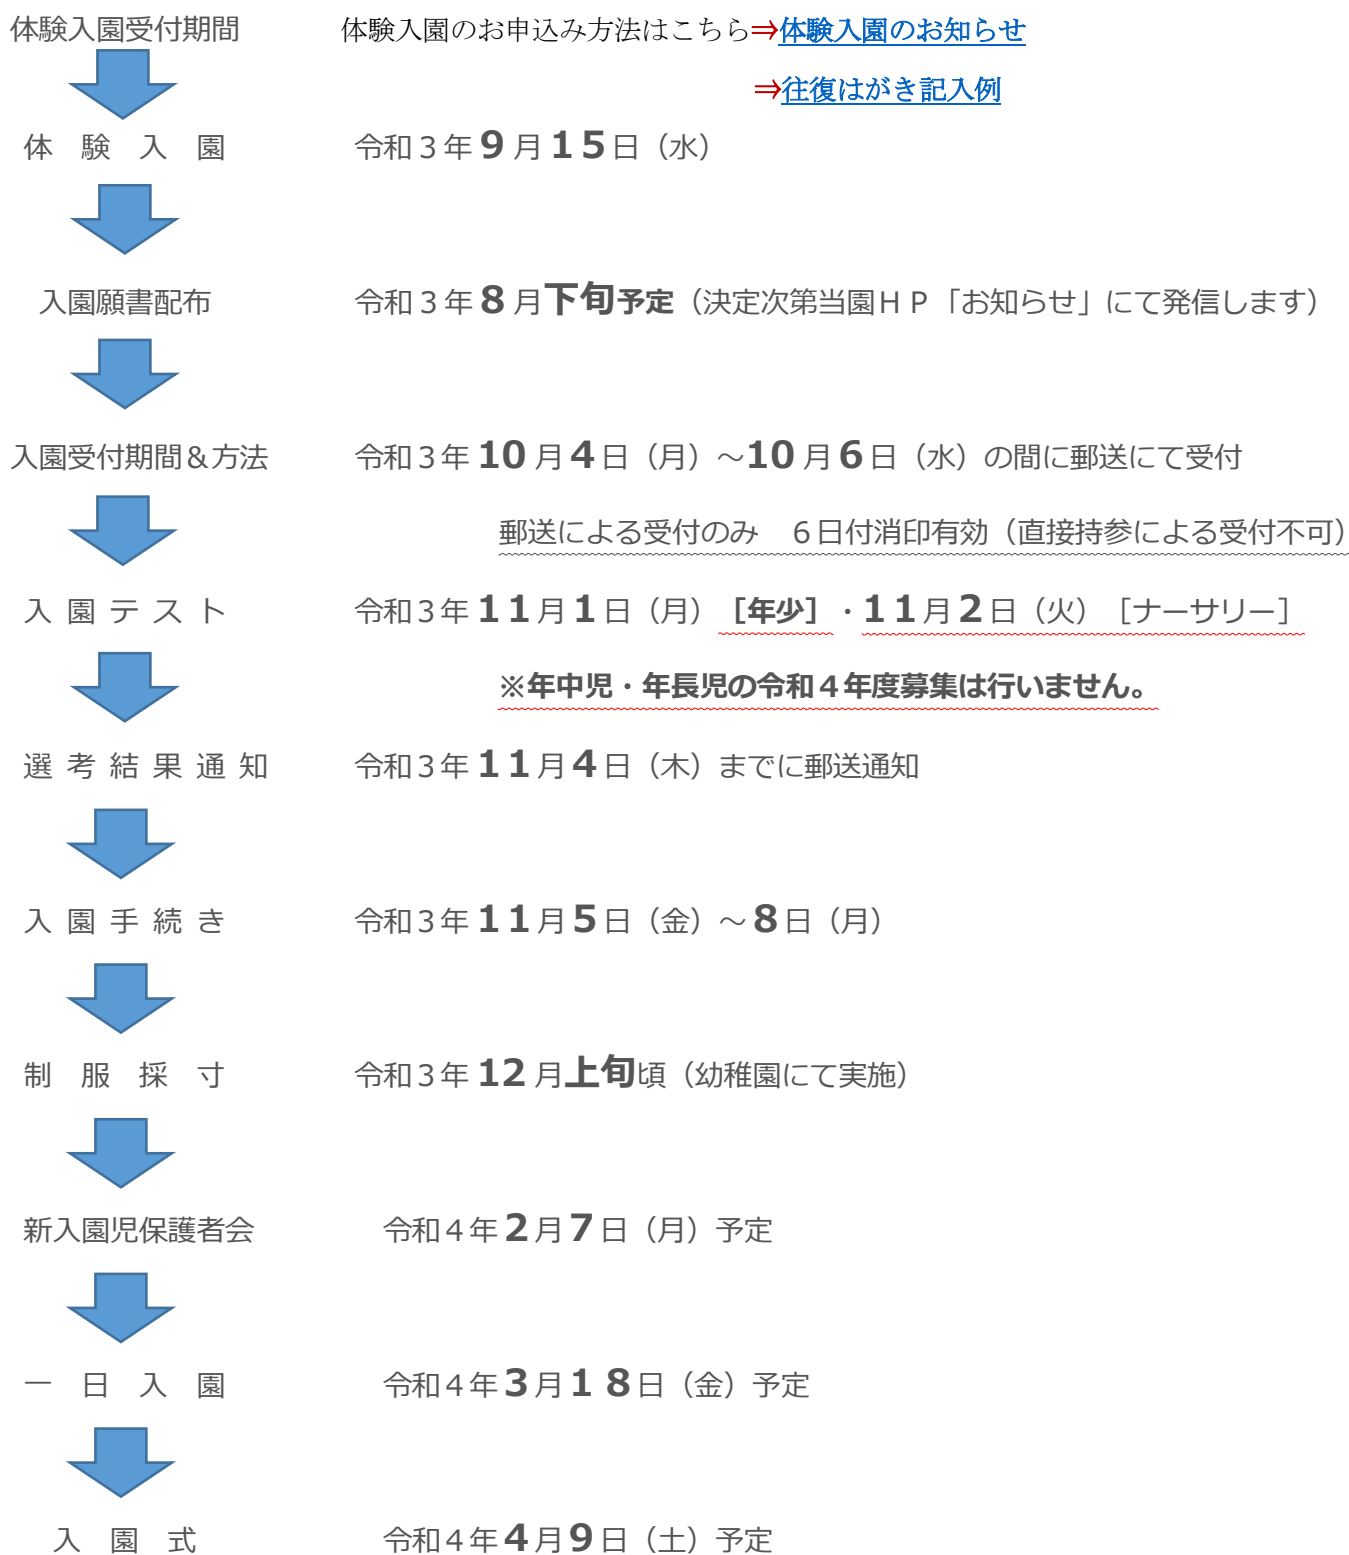 体験入園受付期間　体験入園のお申込み方法はこちら⇒体験入園のお知らせ
⇒往復はがき記入例
体　験　入　園　令和３年９月１５日（水）
入園願書配布　令和３年８月下旬予定（決定次第当園ＨＰ「お知らせ」にて発信します）
入園受付期間＆方法　令和３年10月４日（月）～10月６日（水）の間に郵送にて受付
郵送による受付のみ　６日付消印有効（直接持参による受付不可）
入 園 テ ス ト　令和３年１１月１日（月）［年少］・１１月２日（火）［ナーサリー］
※年中児・年長児の令和４年度募集は行いません。
選 考 結 果 通 知　令和３年１１月４日（木）までに郵送通知
入 園 手 続 き　令和３年１１月５日（金）～８日（月）
制　服　採　寸　令和３年12月上旬頃（幼稚園にて実施）
新入園児保護者会　令和４年２月７日（月）予定
一　日　入　園　令和４年３月１８日（金）予定
入　園　式　令和４年４月９日（土）予定